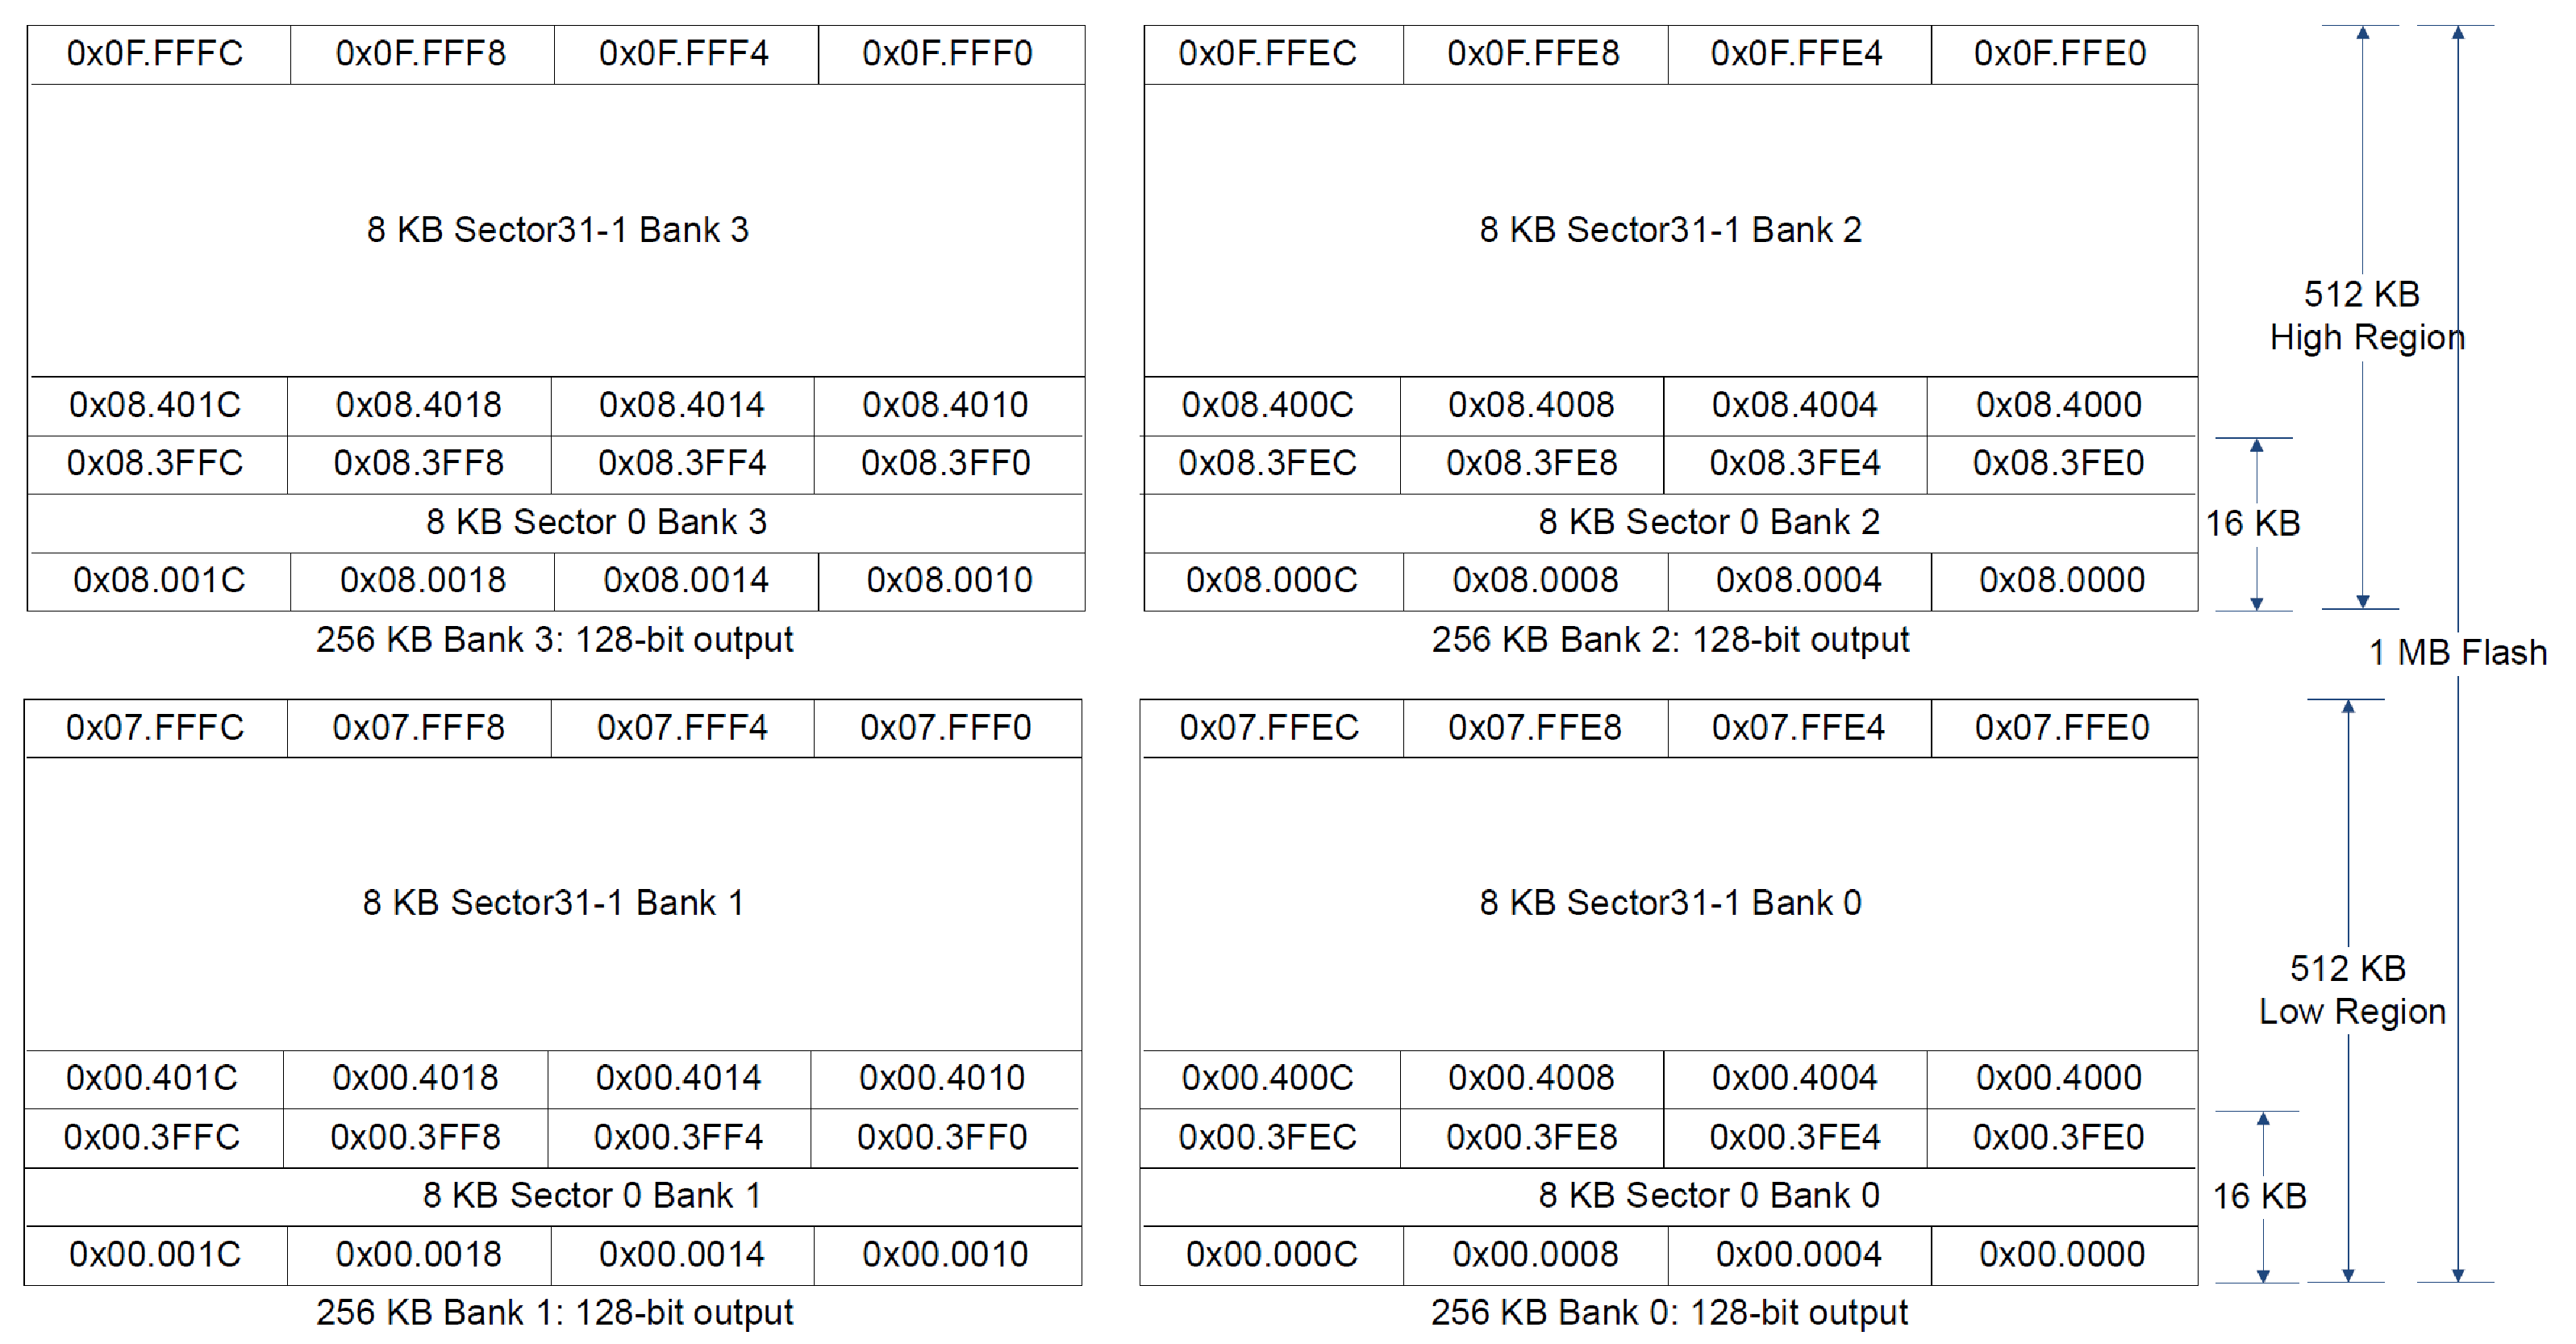 0x0F.FFFC 0x0F.FFF8 0x0F.FFF4 0x0F.FFF0 0x0F.FFEC 0x0F.FFE8 0x0F.FFE4 0x0F.FFE0
8 KB Sector31-1 Bank 3 8 KB Sector31-1 Bank 2
512 KB
High Region
0x08.401C 0x08.4018 0x08.4014 0x08.4010 0x08.400C 0x08.4008 0x08.4004 0x08.4000
0x08.3FFC 0x08.3FF8 0x08.3FF4 0x08.3FF0 0x08.3FEC 0x08.3FE8 0x08.3FE4 0x08.3FE0
8 KB Sector 0 Bank 3 8 KB Sector 0 Bank 2 16 KB
0x08.001C 0x08.0018 0x08.0014 0x08.0010 0x08.000C 0x08.0008 0x08.0004 0x08.0000
256 KB Bank 3: 128-bit output 256 KB Bank 2: 128-bit output
1 MB Flash
0x07.FFFC 0x07.FFF8 0x07.FFF4 0x07.FFF0 0x07.FFEC 0x07.FFE8 0x07.FFE4 0x07.FFE0
8 KB Sector31-1 Bank 1 8 KB Sector31-1 Bank 0
512 KB
Low Region
0x00.401C 0x00.4018 0x00.4014 0x00.4010 0x00.400C 0x00.4008 0x00.4004 0x00.4000
0x00.3FFC 0x00.3FF8 0x00.3FF4 0x00.3FF0 0x00.3FEC 0x00.3FE8 0x00.3FE4 0x00.3FE0
8 KB Sector 0 Bank 1 8 KB Sector 0 Bank 0 16 KB
0x00.001C 0x00.0018 0x00.0014 0x00.0010 0x00.000C 0x00.0008 0x00.0004 0x00.0000
256 KB Bank 1: 128-bit output 256 KB Bank 0: 128-bit output